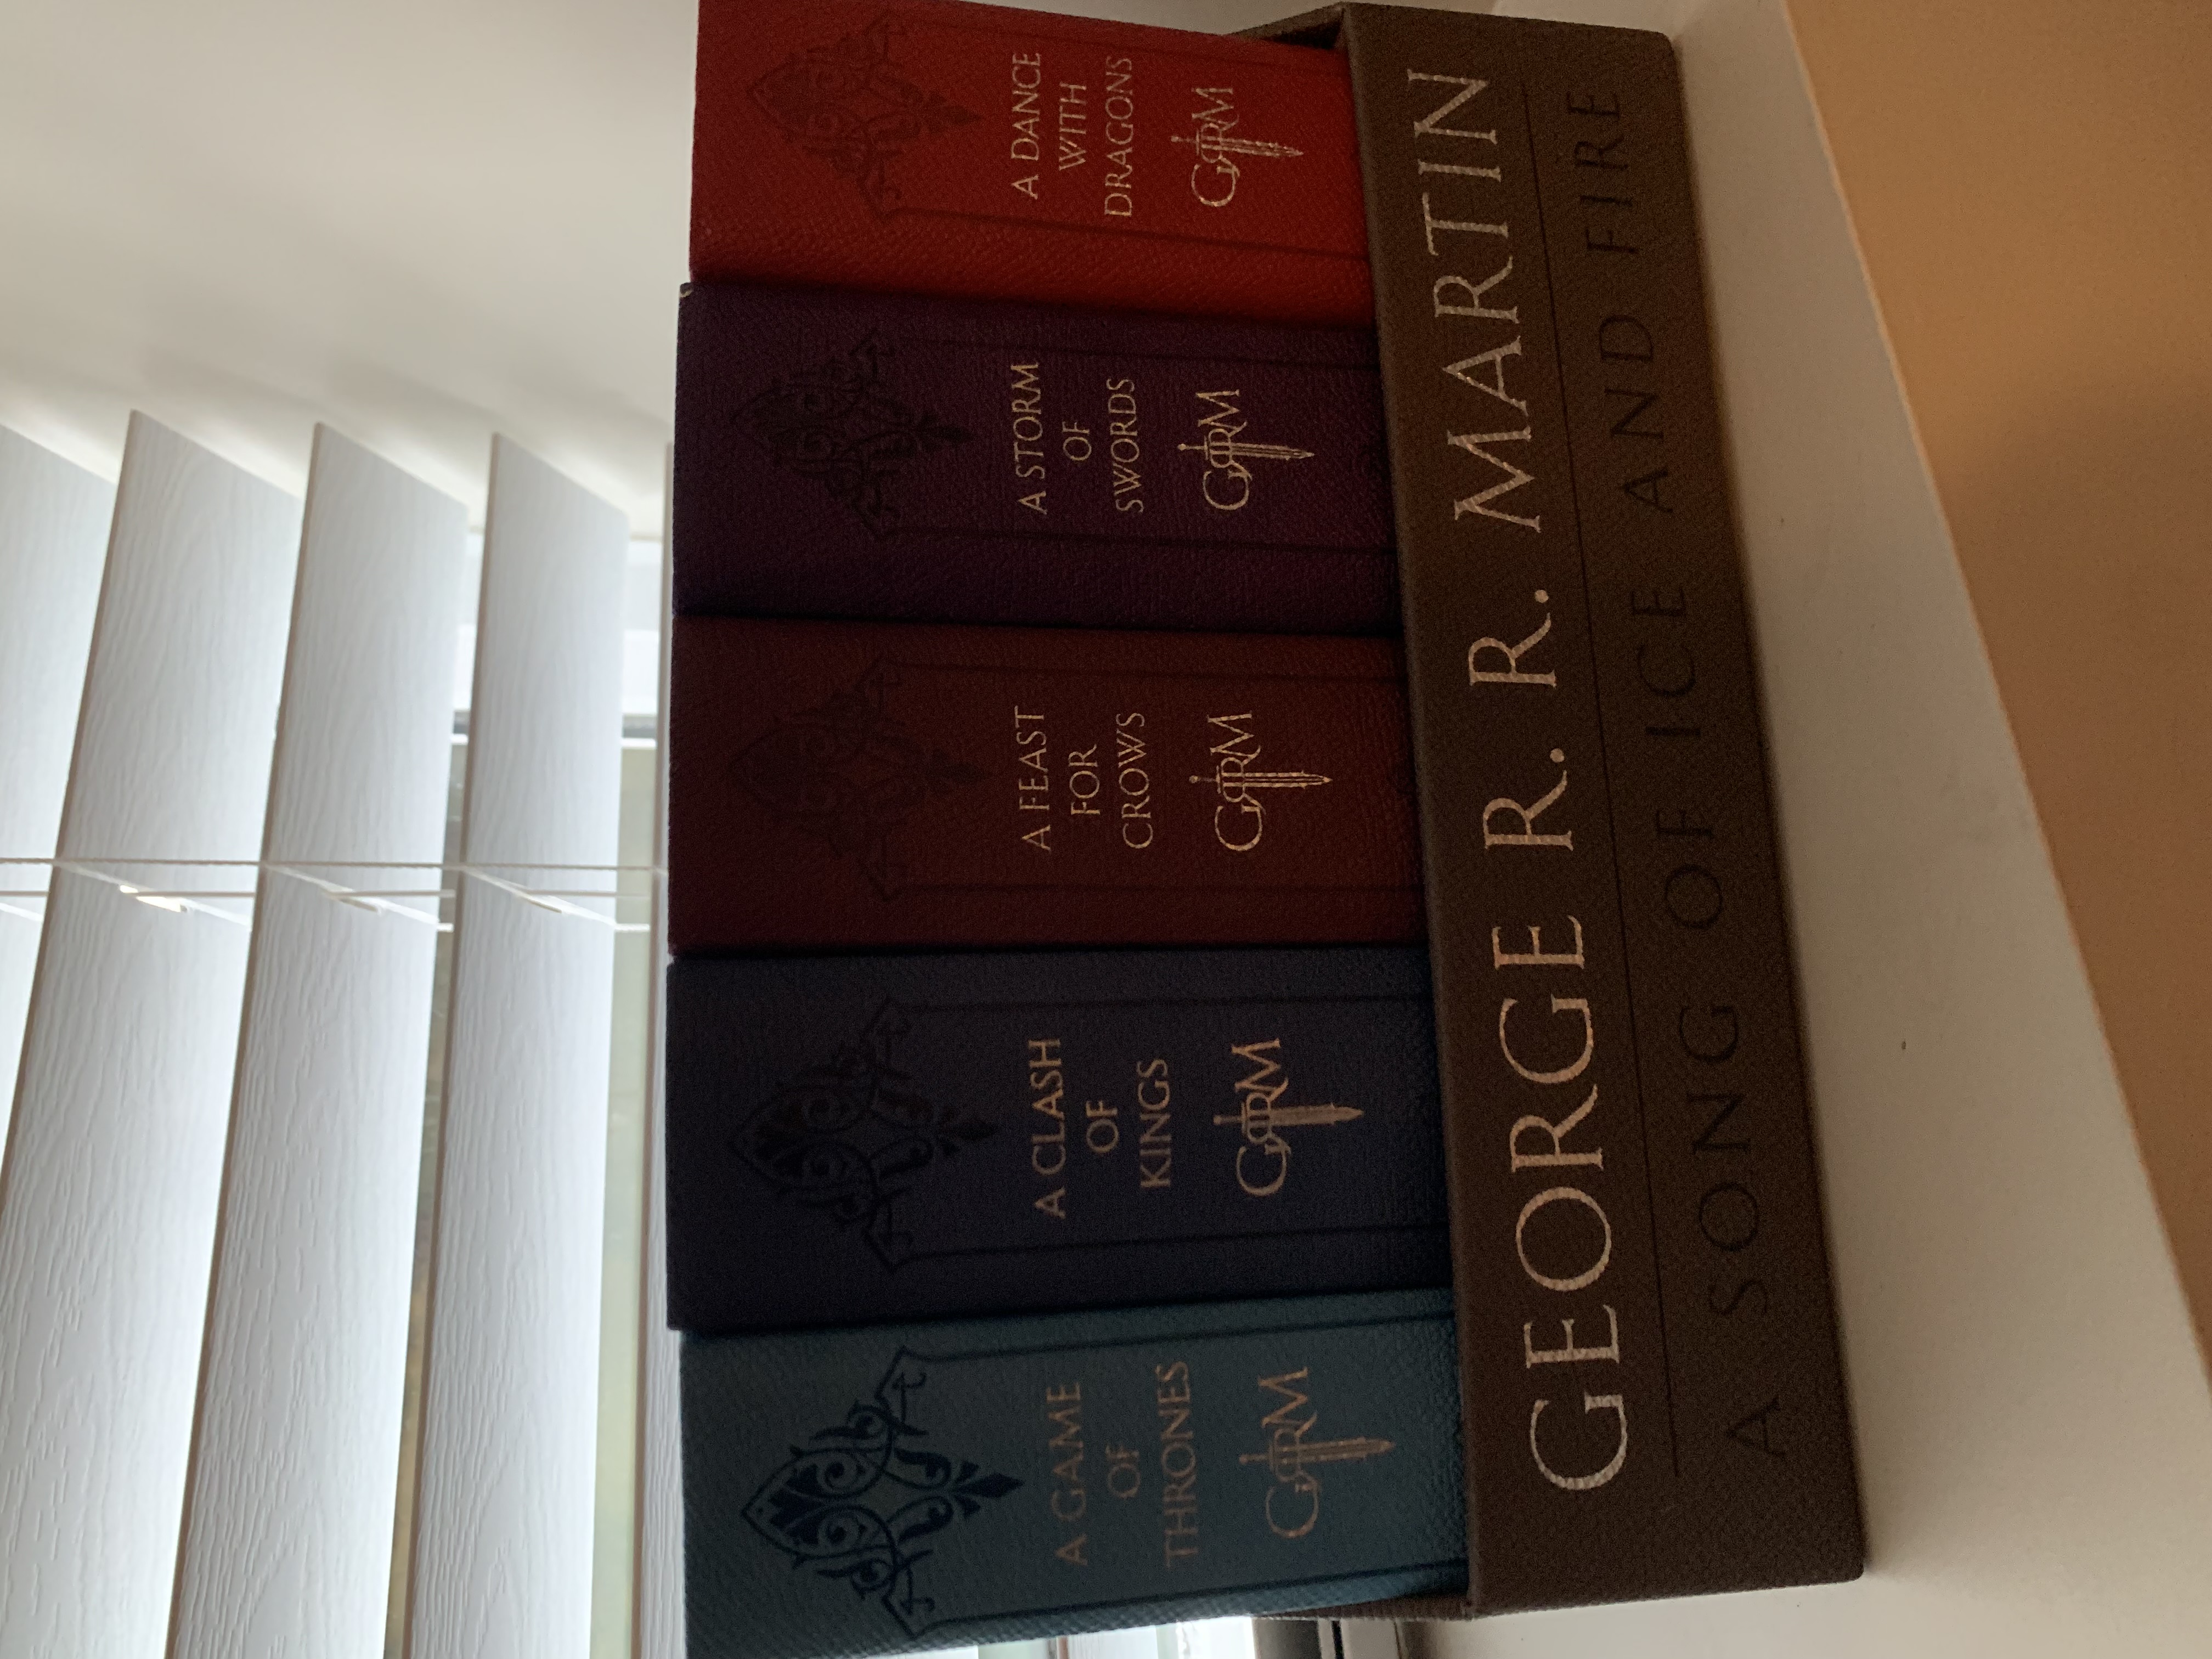 A GAME
OF
THRONES
GRRM
A CLASH
OF
KINGS
GRRM
A FEAST
FOR
CROWS
GRRM
A STORM
OF
SWORDS
GRRM
A DANCE
WITH
DRAGONS
GRRM
GEORGE R. R. MARTIN
A SONG OF ICE AND FIRE